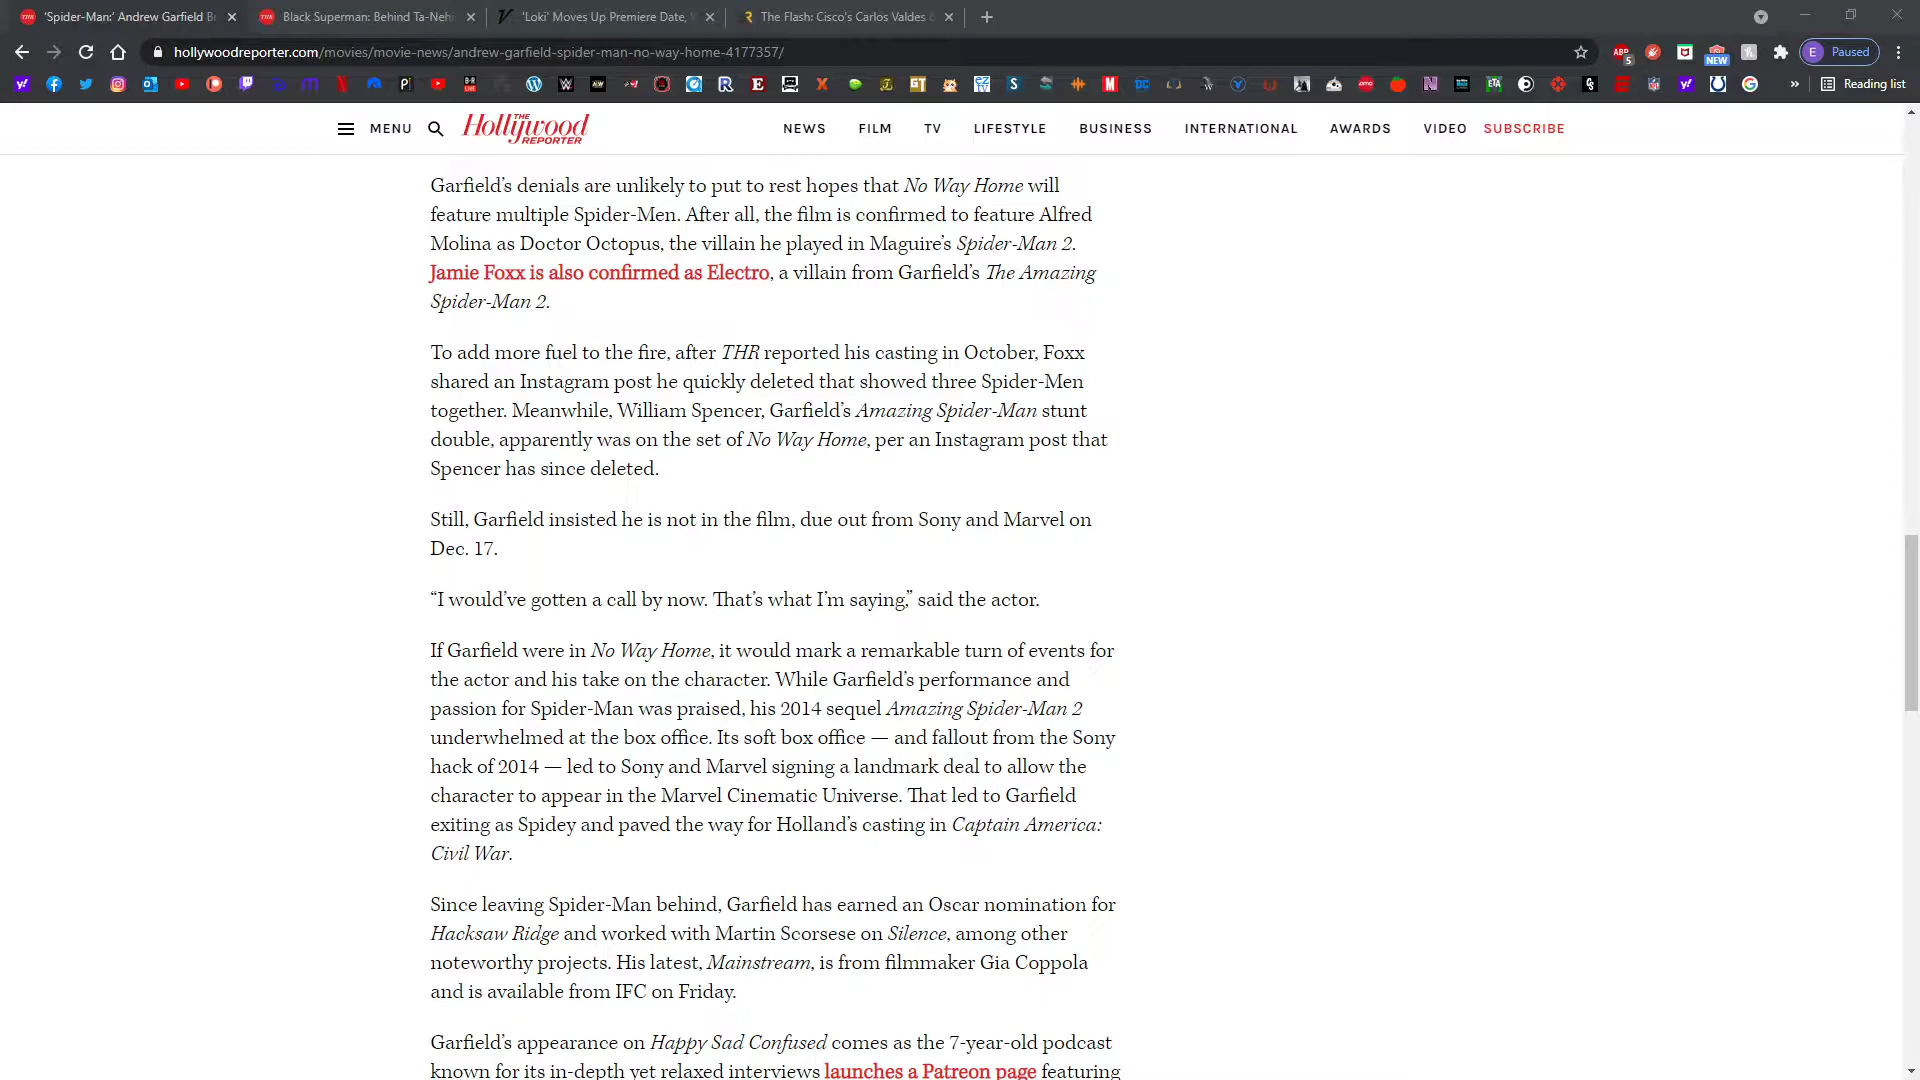 'Spider-Man:' Andrew Garfield B
Black Superman: Behind Ta-Neh
'Loki' Moves Up Premiere Date,
The Flash: Cisco's Carlos Valdes
hollywoodreporter.com/movies/movie-news/andrew-garfield-spider-man-no-way-home-4177357/
ABP
5
NEW
E Paused
Reading list
MENU
THE
Hollywood
REPORTER
NEWS FILM TV LIFESTYLE BUSINESS INTERNATIONAL AWARDS VIDEO SUBSCRIBE
Garfield’s denials are unlikely to put to rest hopes that No Way Home will
feature multiple Spider-Men. After all, the film is confirmed to feature Alfred
Molina as Doctor Octopus, the villain he played in Maguire’s Spider-Man 2.
Jamie Foxx is also confirmed as Electro, a villain from Garfield’s The Amazing
Spider-Man 2.
To add more fuel to the fire, after THR reported his casting in October, Foxx
shared an Instagram post he quickly deleted that showed three Spider-Men
together. Meanwhile, William Spencer, Garfield’s Amazing Spider-Man stunt
double, apparently was on the set of No Way Home, per an Instagram post that
Spencer has since deleted.
Still, Garfield insisted he is not in the film, due out from Sony and Marvel on
Dec. 17.
“I would’ve gotten a call by now. That’s what I’m saying,” said the actor.
If Garfield were in No Way Home, it would mark a remarkable turn of events for
the actor and his take on the character. While Garfield’s performance and
passion for Spider-Man was praised, his 2014 sequel Amazing Spider-Man 2
underwhelmed at the box office. Its soft box office — and fallout from the Sony
hack of 2014 — led to Sony and Marvel signing a landmark deal to allow the
character to appear in the Marvel Cinematic Universe. That led to Garfield
exiting as Spidey and paved the way for Holland’s casting in Captain America:
Civil War.
Since leaving Spider-Man behind, Garfield has earned an Oscar nomination for
Hacksaw Ridge and worked with Martin Scorsese on Silence, among other
noteworthy projects. His latest, Mainstream, is from filmmaker Gia Coppola
and is available from IFC on Friday.
Garfield’s appearance on Happy Sad Confused comes as the 7-year-old podcast
known for its in-depth yet relaxed interviews launches a Patreon page featuring